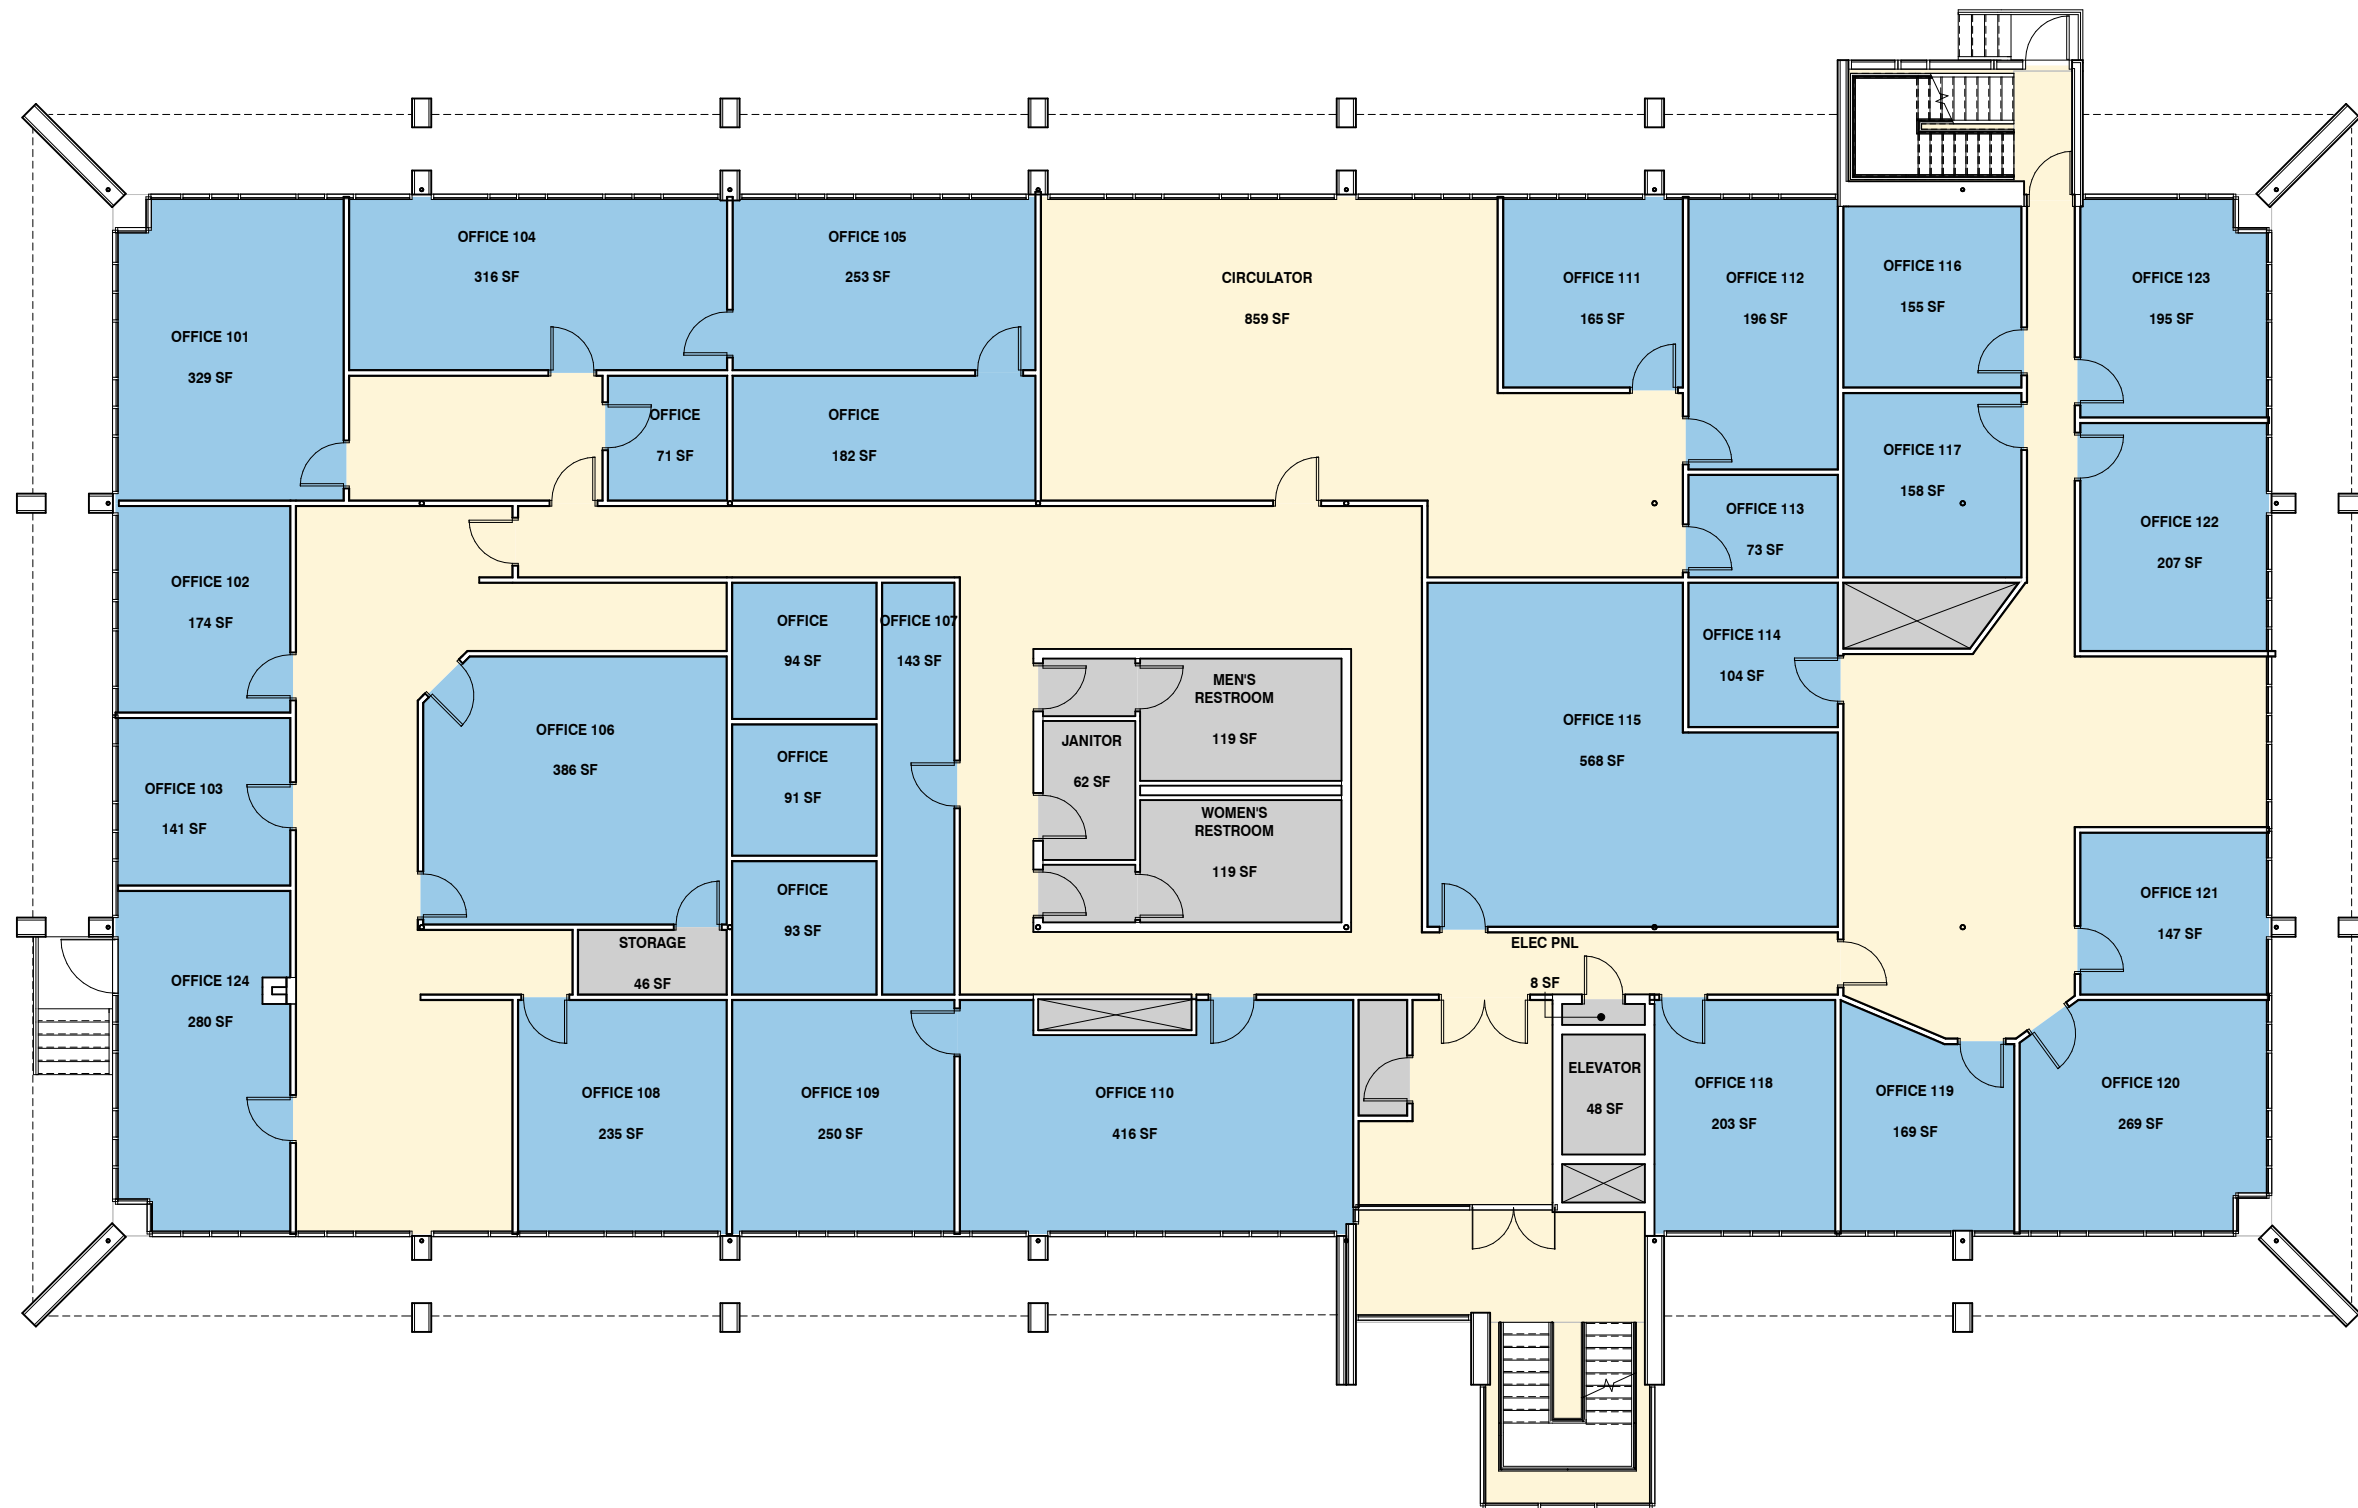 OFFICE 104
316 SF
OFFICE 105
253 SF
OFFICE 101
329 SF
CIRCULATOR
859 SF
OFFICE 111
165 SF
OFFICE 112
196 SF
OFFICE 116
155 SF
OFFICE 123
195 SF
OFFICE
71 SF
OFFICE
182 SF
OFFICE 117
158 SF
OFFICE 113
73 SF
OFFICE 122
207 SF
OFFICE 102
174 SF
OFFICE
94 SF
OFFICE 107
143 SF
OFFICE 114
104 SF
MEN'S
RESTROOM
119 SF
OFFICE 106
386 SF
OFFICE 115
568 SF
JANITOR
62 SF
OFFICE
91 SF
OFFICE 103
141 SF
WOMEN'S
RESTROOM
119 SF
OFFICE
93 SF
OFFICE 121
147 SF
STORAGE
46 SF
ELEC PNL
8 SF
OFFICE 124
280 SF
OFFICE 108
235 SF
OFFICE 109
250 SF
OFFICE 110
416 SF
ELEVATOR
48 SF
OFFICE 118
203 SF
OFFICE 119
169 SF
OFFICE 120
269 SF